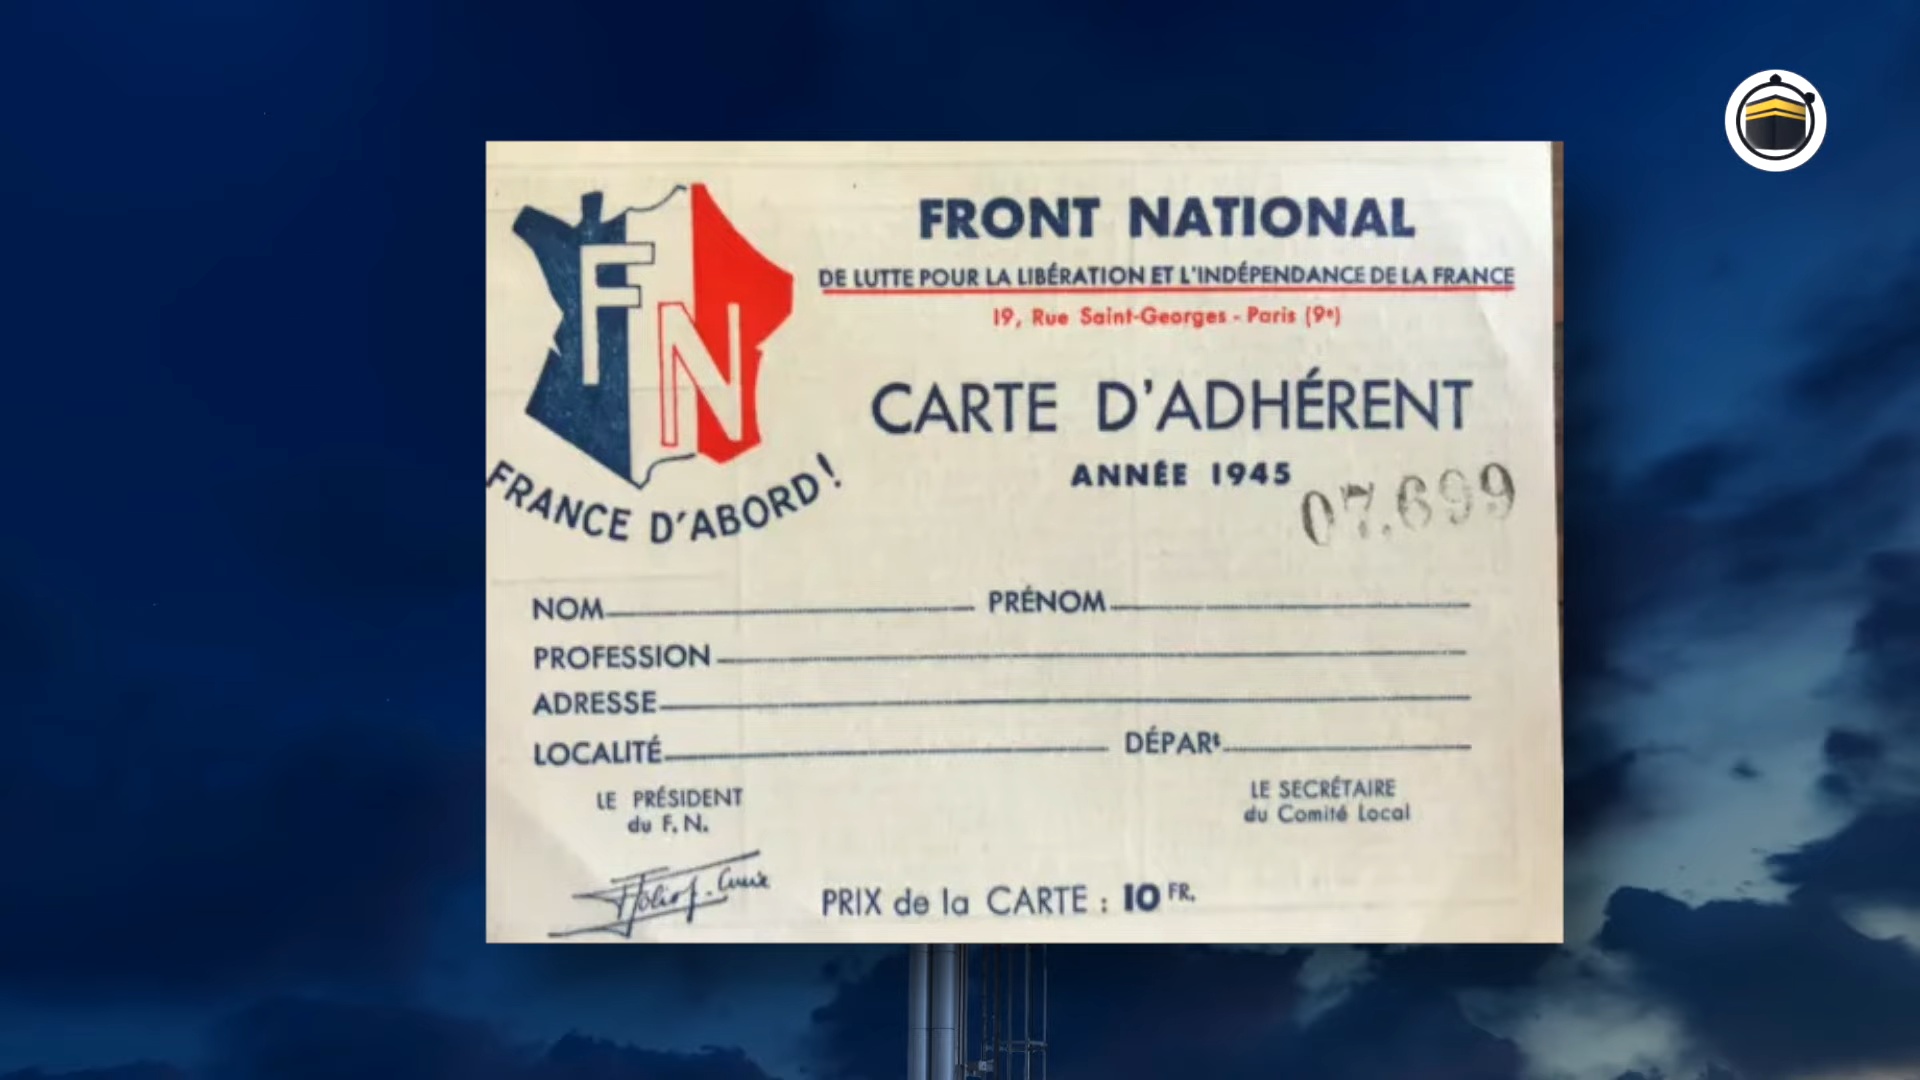 FN
FRANCE D'ABORD!
FRONT NATIONAL
DE LUTTE POUR LA LIBÉRATION ET L'INDÉPENDANCE DE LA FRANCE
19, Rue Saint-Georges - Paris (9e)
CARTE D'ADHÉRENT
ANNÉE 1945
07.699
NOM PRÉNOM
PROFESSION
ADRESSE
LOCALITÉ DÉPARt
LE PRÉSIDENT
du F. N.
LE SECRÉTAIRE
du Comité Local
PRIX de la CARTE : 10 FR.